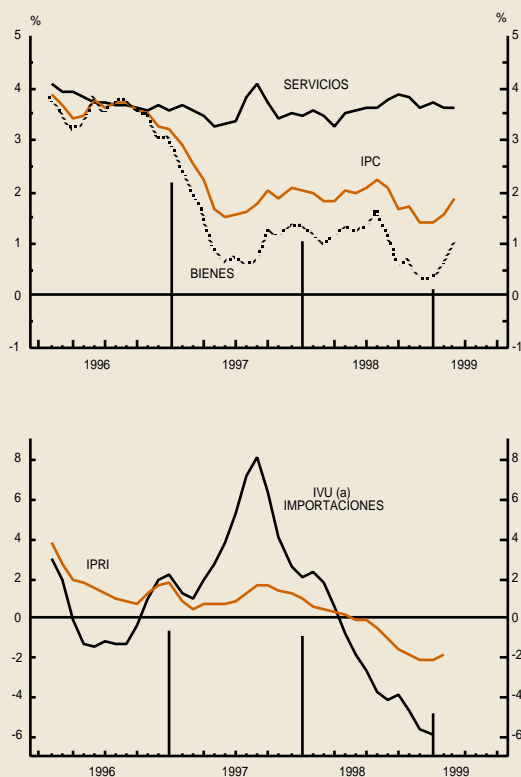 % %
5 5
4 4
3 3
2 2
1 1
0 0
-1 -1
SERVICIOS
IPC
BIENES
1996 1997 1998 1999
8 8
6 6
4 4
2 2
0 0
-2 -2
-4 -4
-6 -6
IVU (a)
IMPORTACIONES
IPRI
1996 1997 1998 1999